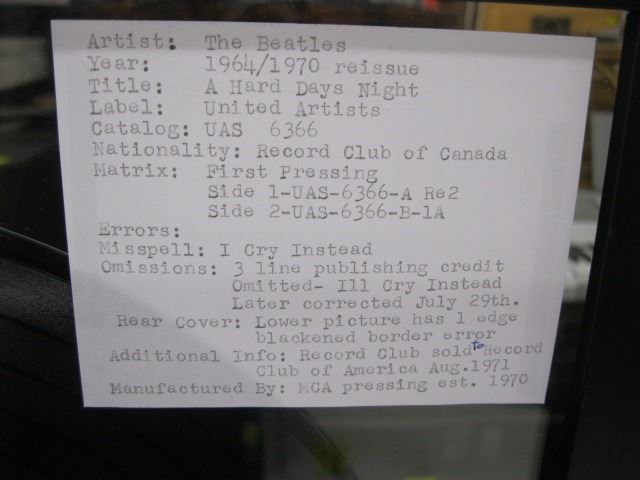 Artist: The Beatles
Year: 1964/1970 reissue
Title: A Hard Days Night
Label: United Artists
Catalog: UAS 6366
Nationality: Record Club of Canada
Matrix: First Pressing
Side 1-UAS-6366-A Re2
Side 2-UAS-6366-B-1A
Errors:
Misspell: I Cry Instead
Omissions: 3 line publishing credit
Omitted- Ill Cry Instead
Later corrected July 29th.
Rear Cover: Lower picture has 1 edge
blackened border error
Additional Info: Record Club sold to Record
Club of America Aug.1971
Manufactured By: MCA pressing est. 1970